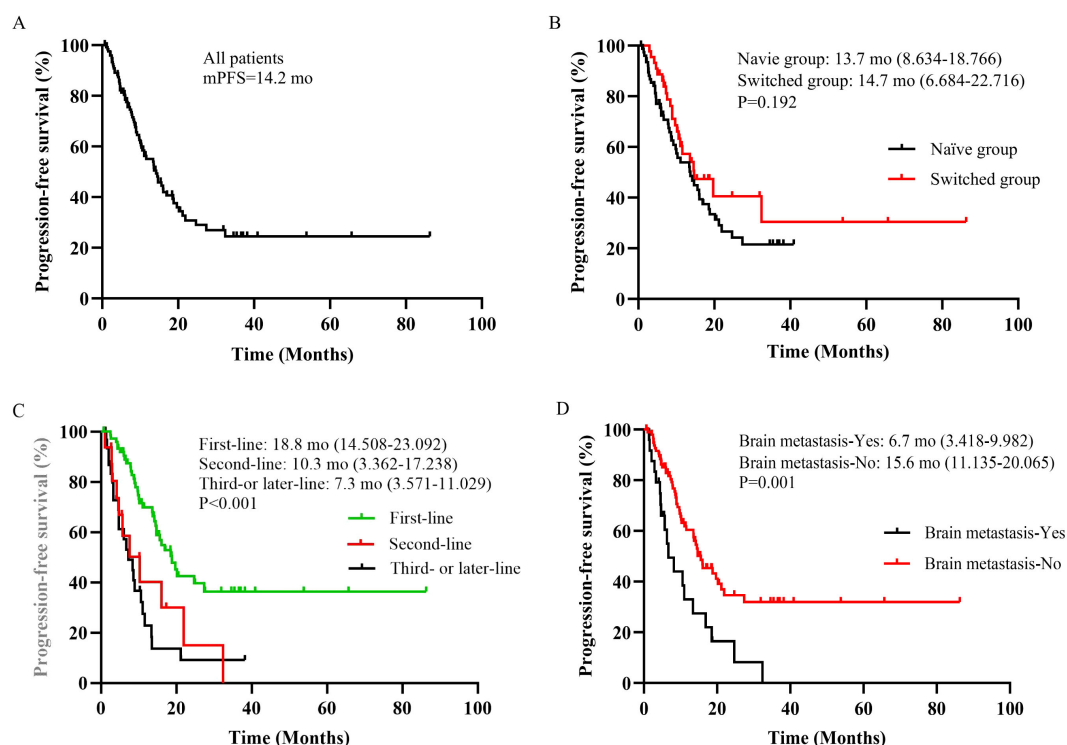 A
Progression-free survival (%)
100
80
60
40
20
0
All patients
mPFS=14.2 mo
0 20 40 60 80 100
Time (Months)
B
Progression-free survival (%)
100
80
60
40
20
0
Navie group: 13.7 mo (8.634-18.766)
Switched group: 14.7 mo (6.684-22.716)
P=0.192
Naïve group
Switched group
0 20 40 60 80 100
Time (Months)
C
Progression-free survival (%)
100
80
60
40
20
0
First-line: 18.8 mo (14.508-23.092)
Second-line: 10.3 mo (3.362-17.238)
Third-or later-line: 7.3 mo (3.571-11.029)
P<0.001
First-line
Second-line
Third- or later-line
0 20 40 60 80 100
Time (Months)
D
Progression-free survival (%)
100
80
60
40
20
0
Brain metastasis-Yes: 6.7 mo (3.418-9.982)
Brain metastasis-No: 15.6 mo (11.135-20.065)
P=0.001
Brain metastasis-Yes
Brain metastasis-No
0 20 40 60 80 100
Time (Months)